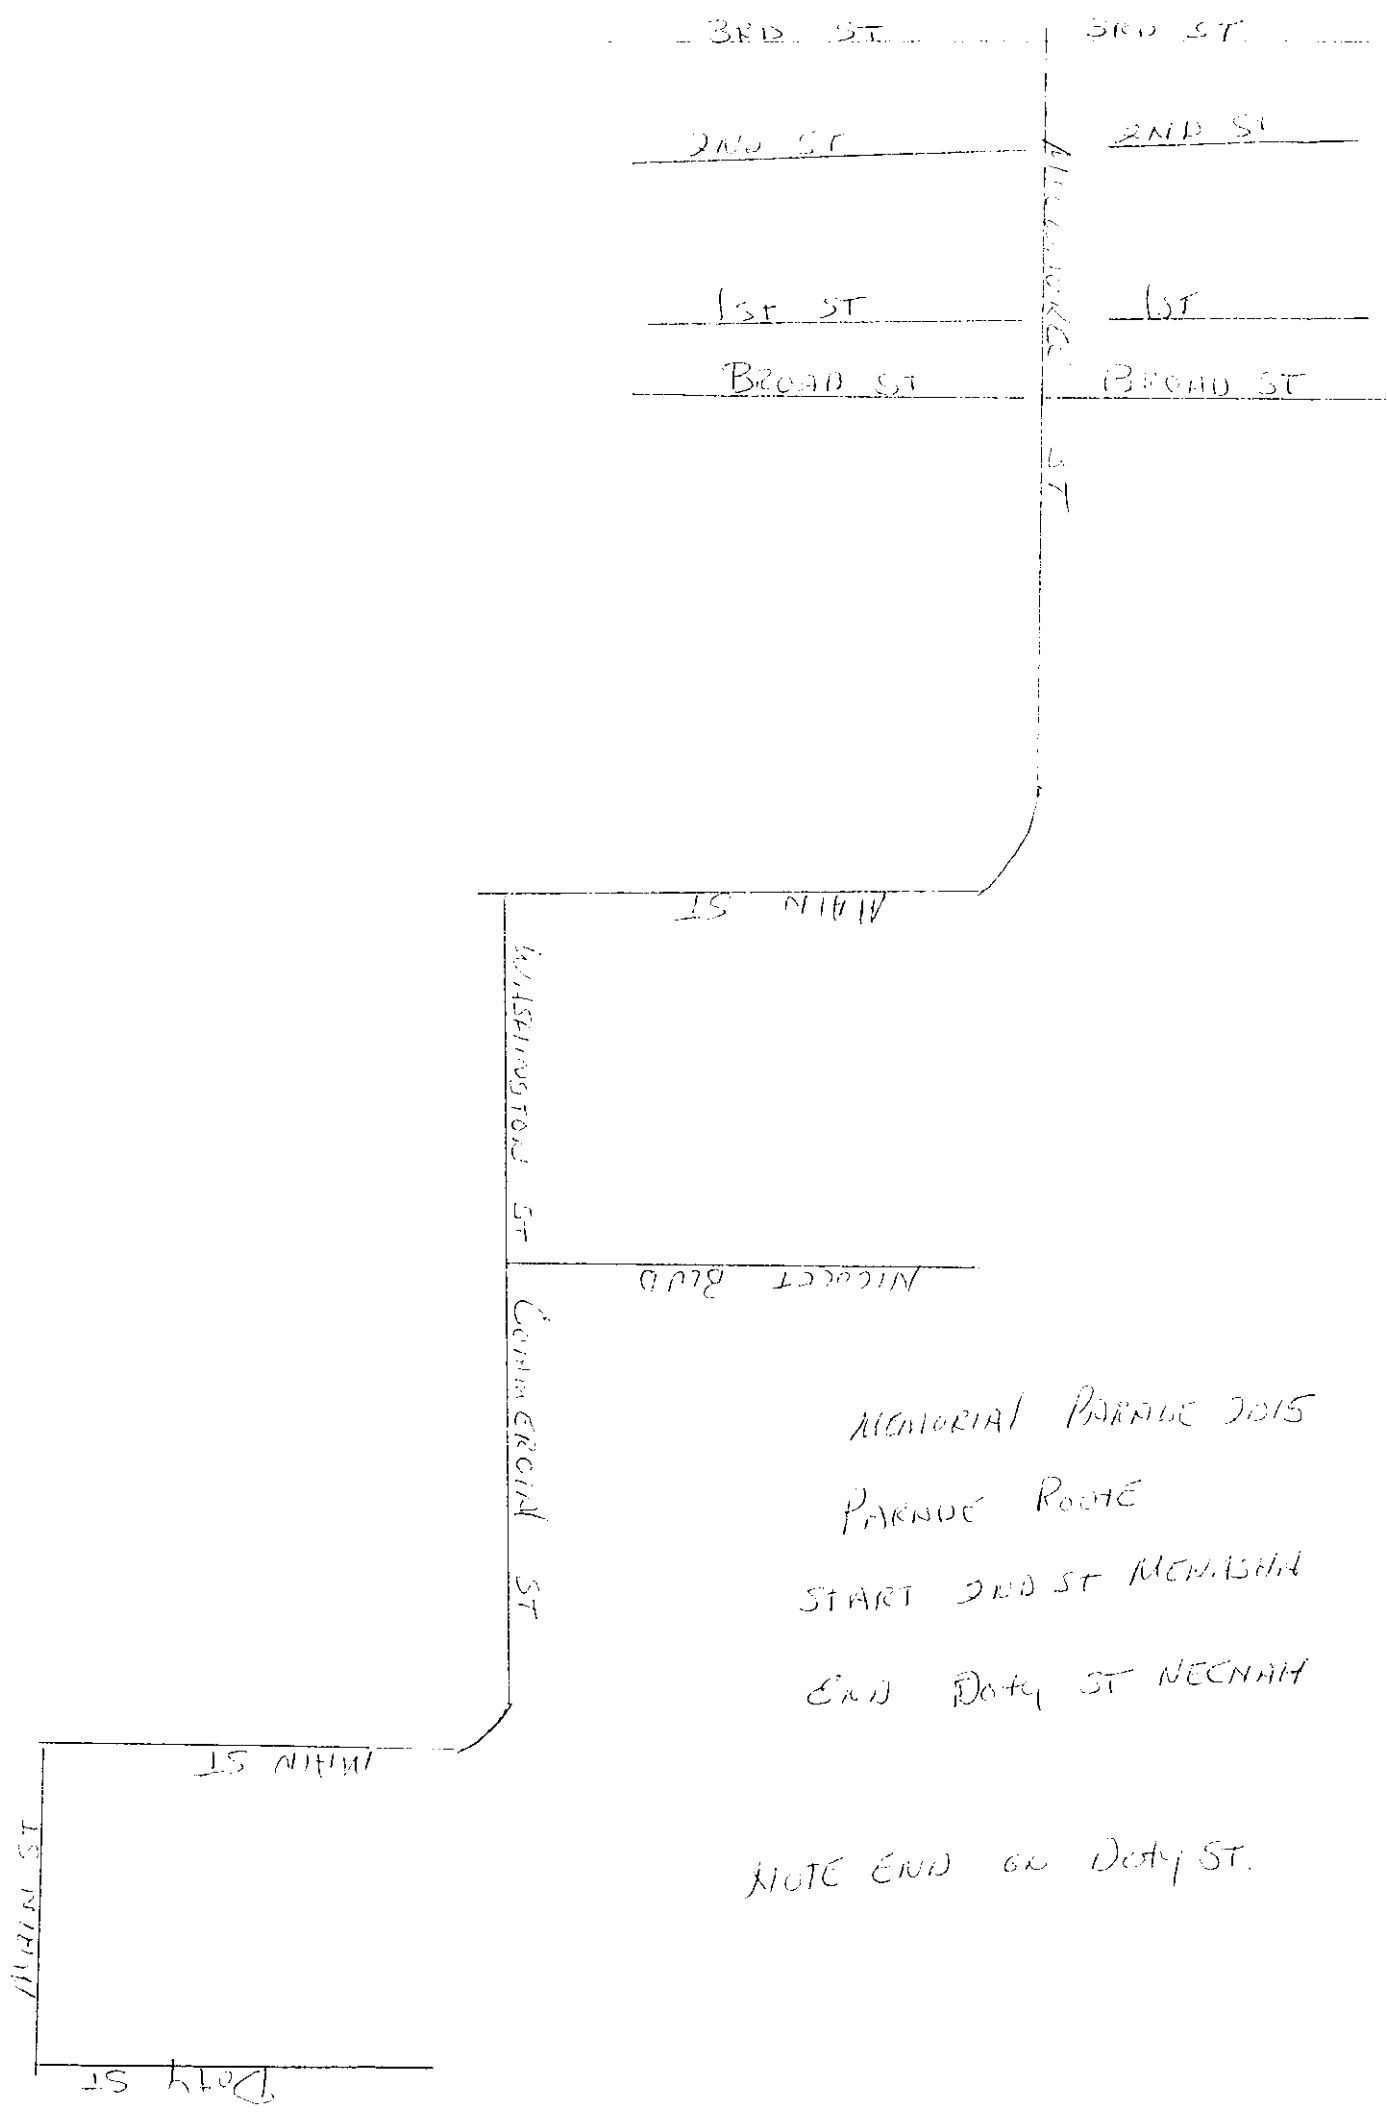 3RD ST
3RD ST
2ND ST
2ND ST
MILWAUKEE ST
1ST ST
1ST
BROAD ST
BROAD ST
MAIN ST
WASHINGTON ST
NICOLET BLVD
COMMERCIAL ST
MEMORIAL PARADE 2015
PARADE ROUTE
START 2ND ST MENASHA
END Doty ST NEENAH
MAIN ST
MAIN ST
NOTE END ON Doty ST.
Doty ST